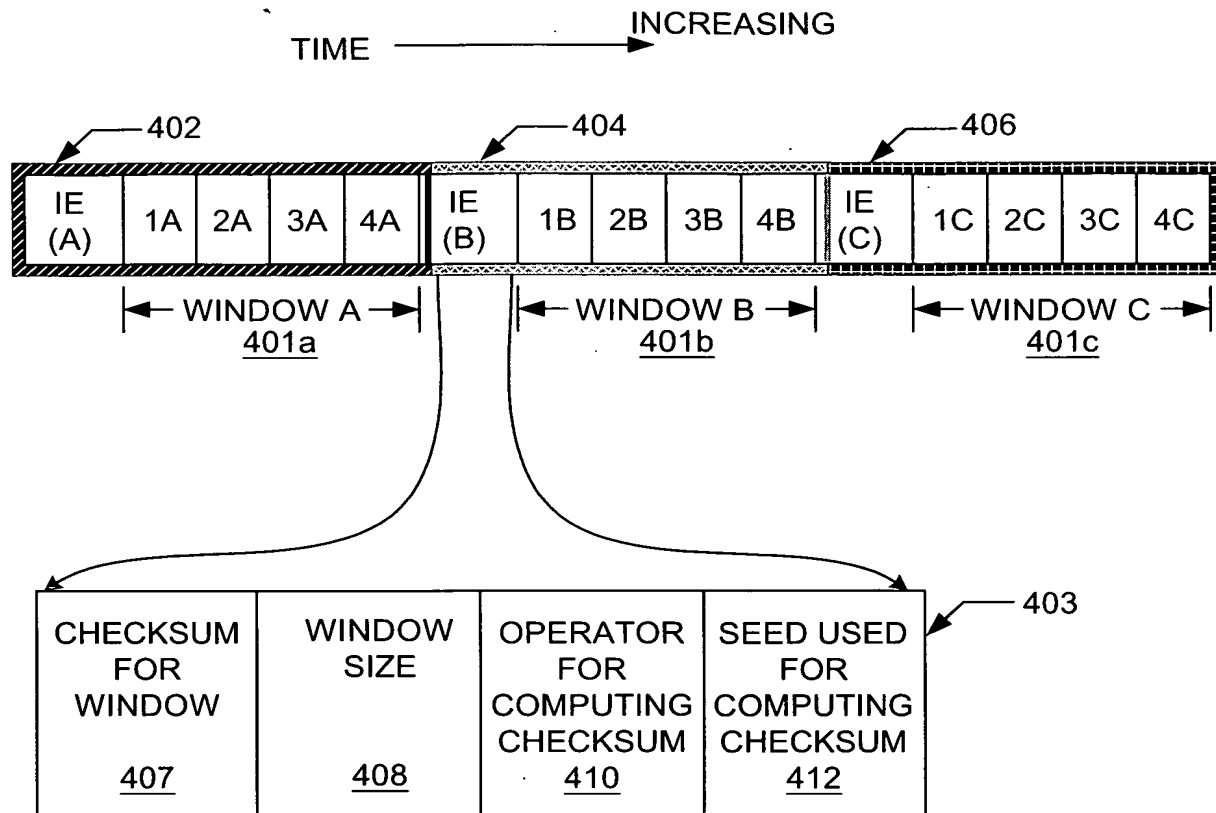 TIME INCREASING
402 404 406
IE (A) 1A 2A 3A 4A IE (B) 1B 2B 3B 4B IE (C) 1C 2C 3C 4C
WINDOW A WINDOW B WINDOW C
401a 401b 401c
403
CHECKSUM
FOR
WINDOW
407
WINDOW
SIZE
408
OPERATOR
FOR
COMPUTING
CHECKSUM
410
SEED USED
FOR
COMPUTING
CHECKSUM
412